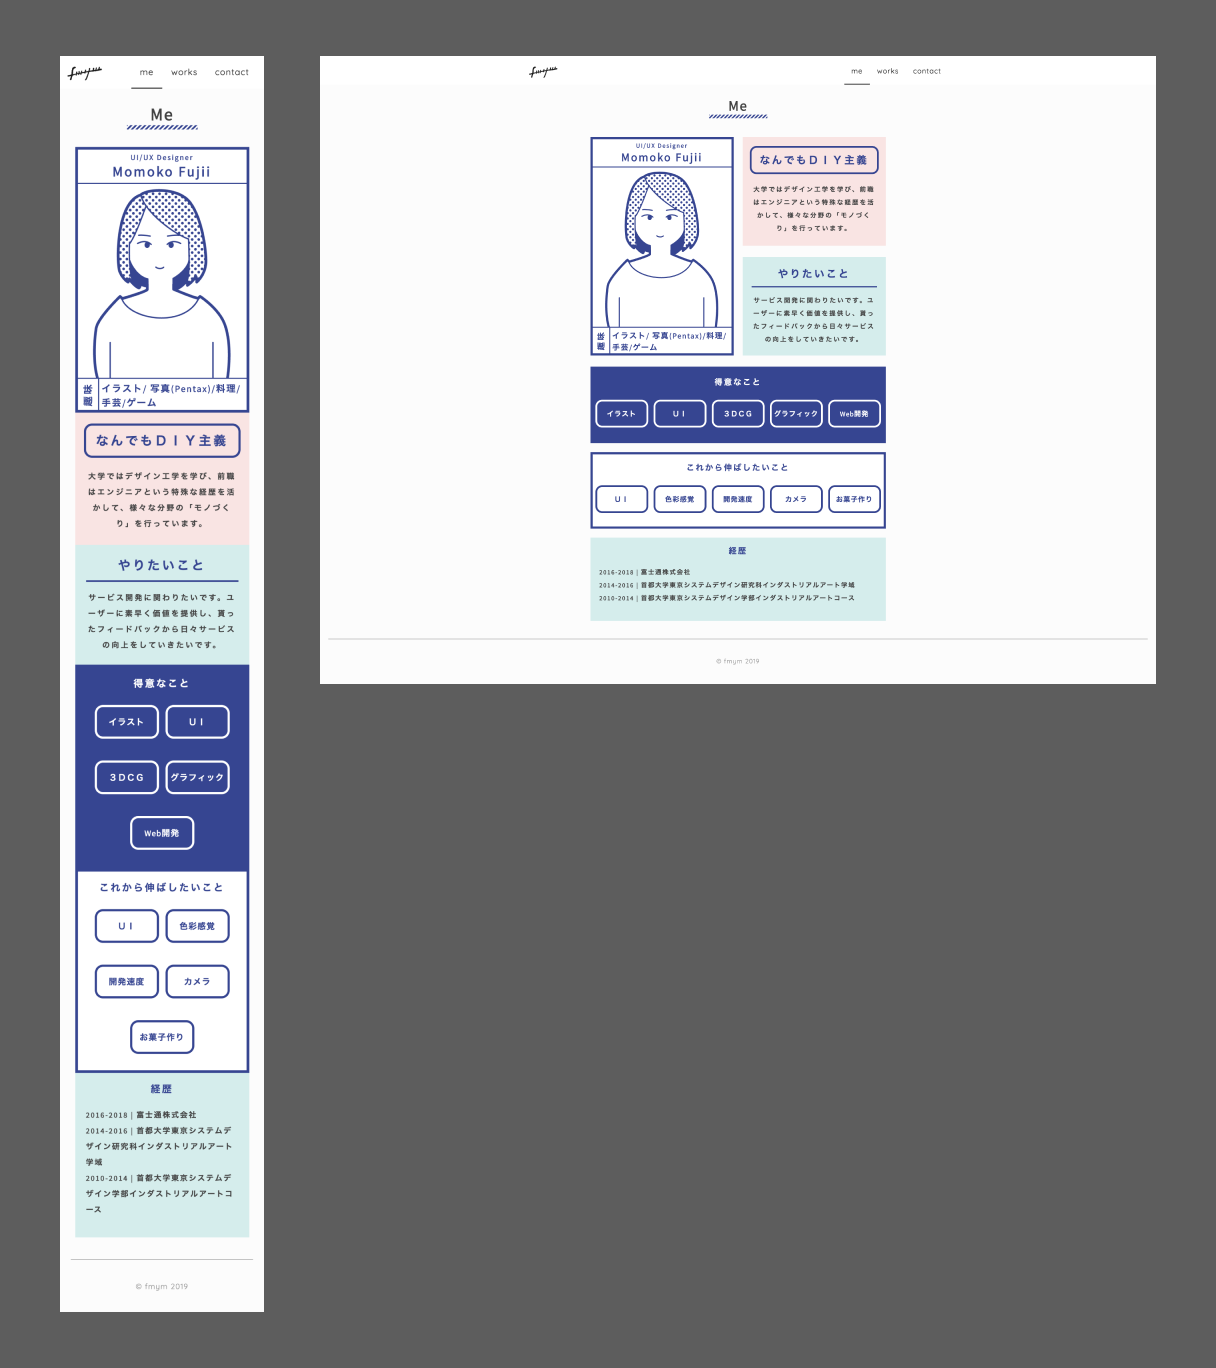 fmym
me works contact
Me
UI/UX Designer
Momoko Fujii
趣味
イラスト/ 写真(Pentax)/料理/
手芸/ゲーム
なんでもＤＩＹ主義
大学ではデザイン工学を学び、前職
はエンジニアという特殊な経歴を活
かして、様々な分野の「モノづく
り」を行っています。
やりたいこと
サービス開発に関わりたいです。ユ
ーザーに素早く価値を提供し、貰っ
たフィードバックから日々サービス
の向上をしていきたいです。
得意なこと
イラスト
ＵＩ
３ＤＣＧ
グラフィック
Web開発
これから伸ばしたいこと
ＵＩ
色彩感覚
開発速度
カメラ
お菓子作り
経歴
2016-2018 | 富士通株式会社
2014-2016 | 首都大学東京システムデ
ザイン研究科インダストリアルアート
学域
2010-2014 | 首都大学東京システムデ
ザイン学部インダストリアルアートコ
ース
© fmym 2019
fmym
me works contact
Me
UI/UX Designer
Momoko Fujii
趣味
イラスト/ 写真(Pentax)/料理/
手芸/ゲーム
なんでもＤＩＹ主義
大学ではデザイン工学を学び、前職
はエンジニアという特殊な経歴を活
かして、様々な分野の「モノづく
り」を行っています。
やりたいこと
サービス開発に関わりたいです。ユ
ーザーに素早く価値を提供し、貰っ
たフィードバックから日々サービス
の向上をしていきたいです。
得意なこと
イラスト ＵＩ ３ＤＣＧ グラフィック Web開発
これから伸ばしたいこと
ＵＩ 色彩感覚 開発速度 カメラ お菓子作り
経歴
2016-2018 | 富士通株式会社
2014-2016 | 首都大学東京システムデザイン研究科インダストリアルアート学域
2010-2014 | 首都大学東京システムデザイン学部インダストリアルアートコース
© fmym 2019